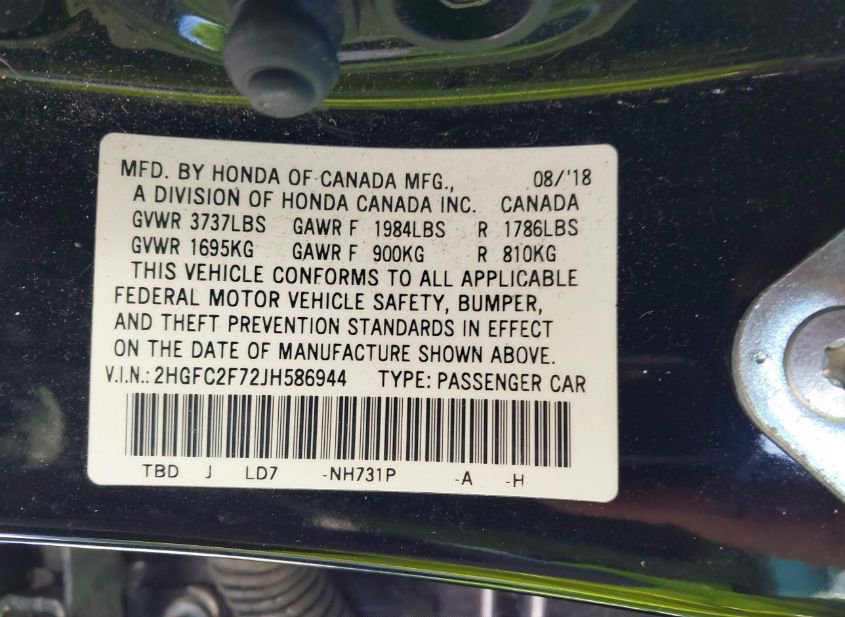 MFD. BY HONDA OF CANADA MFG., 08/'18
A DIVISION OF HONDA CANADA INC. CANADA
GVWR 3737LBS GAWR F 1984LBS R 1786LBS
GVWR 1695KG GAWR F 900KG R 810KG
THIS VEHICLE CONFORMS TO ALL APPLICABLE
FEDERAL MOTOR VEHICLE SAFETY, BUMPER,
AND THEFT PREVENTION STANDARDS IN EFFECT
ON THE DATE OF MANUFACTURE SHOWN ABOVE.
V.I.N.: 2HGFC2F72JH586944 TYPE: PASSENGER CAR
TBD J LD7 -NH731P -A -H